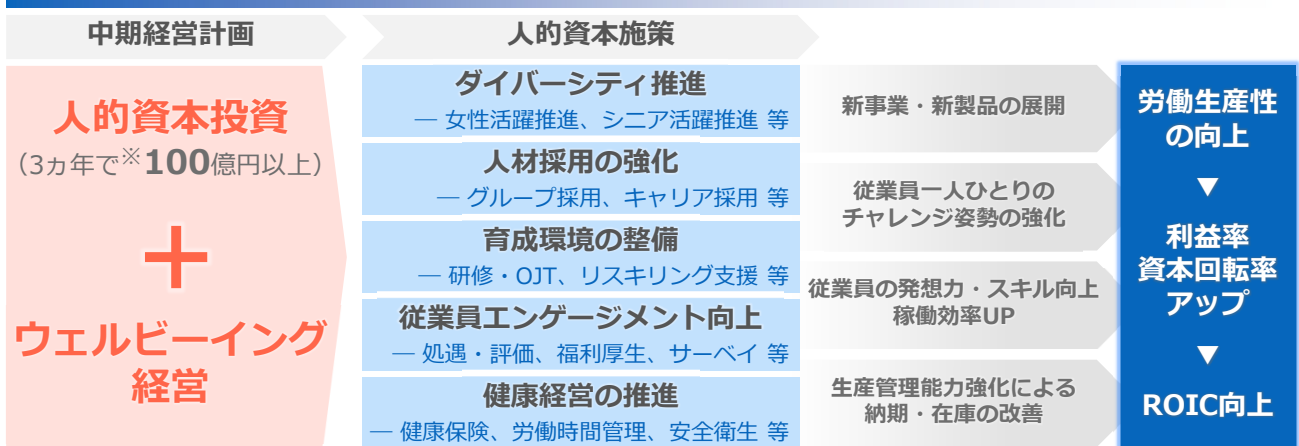 中期経営計画
人的資本施策
人的資本投資
（3ヵ年で※100億円以上）
＋
ウェルビーイング
経営
ダイバーシティ推進
― 女性活躍推進、シニア活躍推進 等
人材採用の強化
― グループ採用、キャリア採用 等
育成環境の整備
― 研修・OJT、リスキリング支援 等
従業員エンゲージメント向上
― 処遇・評価、福利厚生、サーベイ 等
健康経営の推進
― 健康保険、労働時間管理、安全衛生 等
新事業・新製品の展開
従業員一人ひとりの
チャレンジ姿勢の強化
従業員の発想力・スキル向上
稼働効率UP
生産管理能力強化による
納期・在庫の改善
労働生産性
の向上
▼
利益率
資本回転率
アップ
▼
ROIC向上